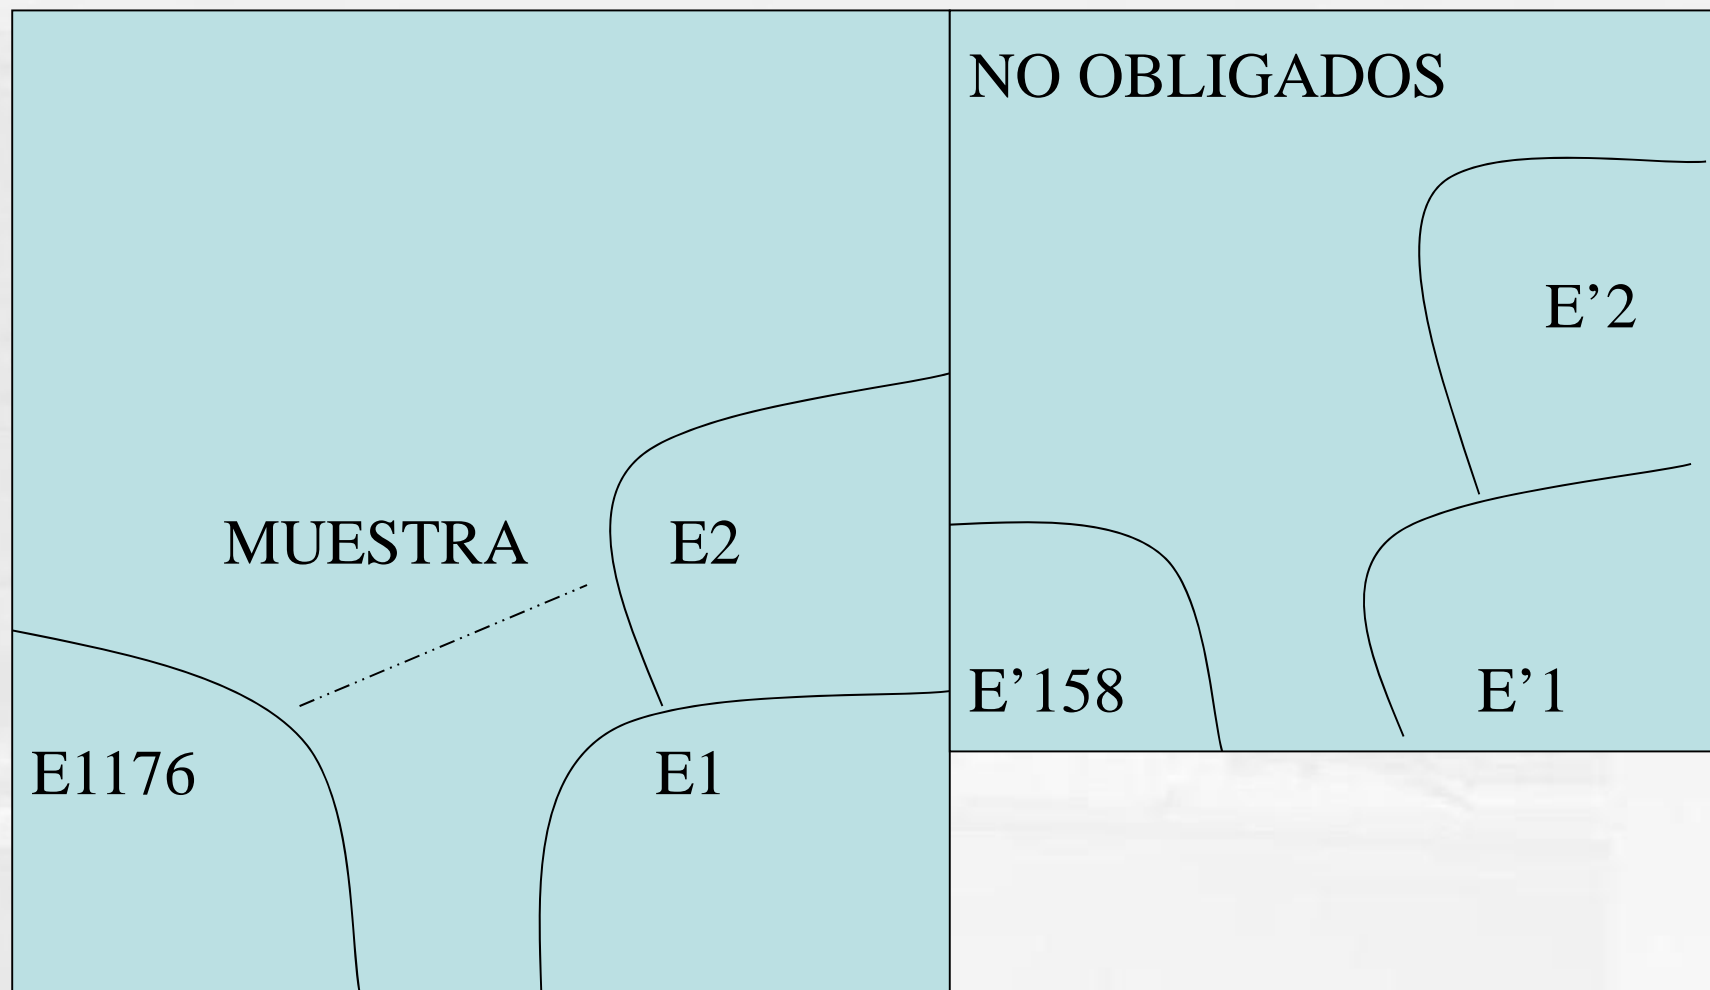 NO OBLIGADOS
E’2
MUESTRA
E2
E’158
E’1
E1176
E1